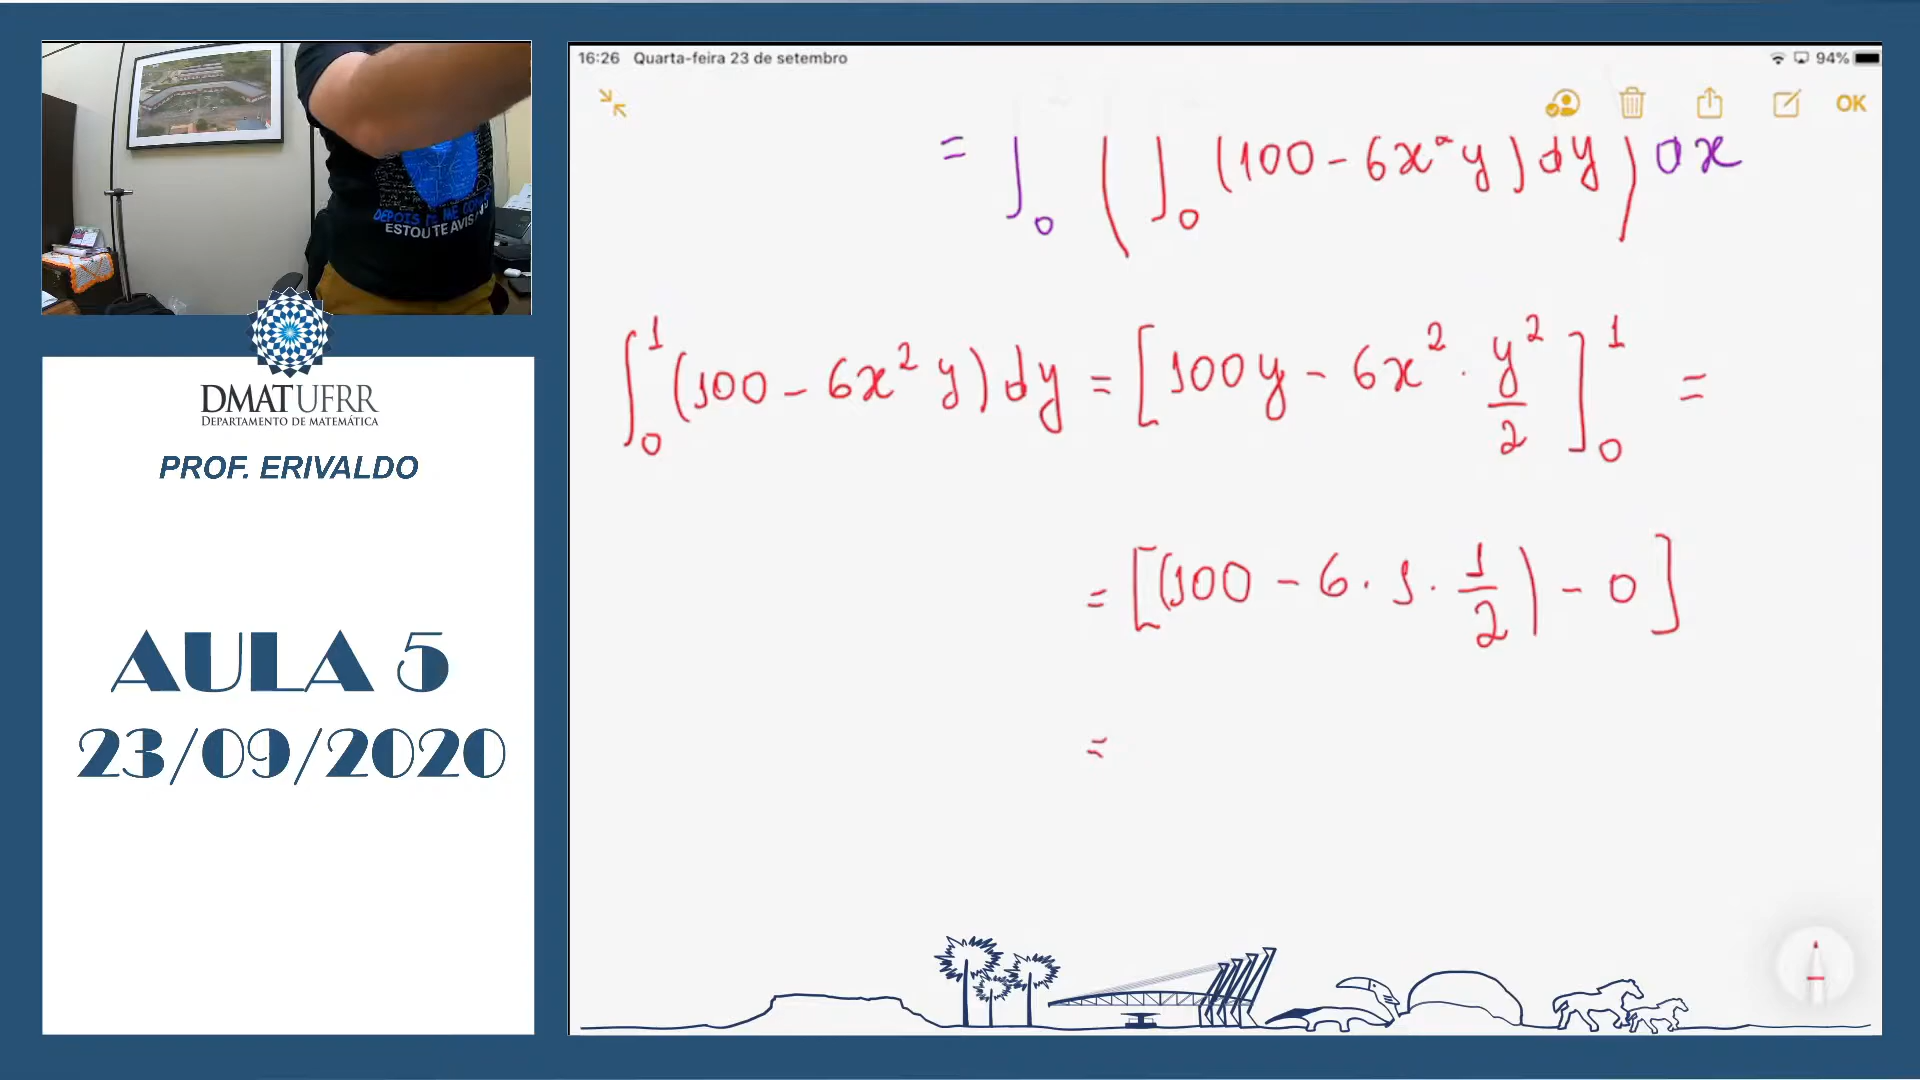 16:26 Quarta-feira 23 de setembro
94%
OK
= ∫₀ ( ∫₀ (100 - 6x²y) dy ) dx
∫₀¹ (100 - 6x² y) dy = [100y - 6x² · y²/2]₀¹ =
= [(100 - 6 · 1 · 1/2) - 0]
=
DEPOIS
ESTOU TE AVIS
DMATUFRR
DEPARTAMENTO DE MATEMÁTICA
PROF. ERIVALDO
AULA 5
23/09/2020